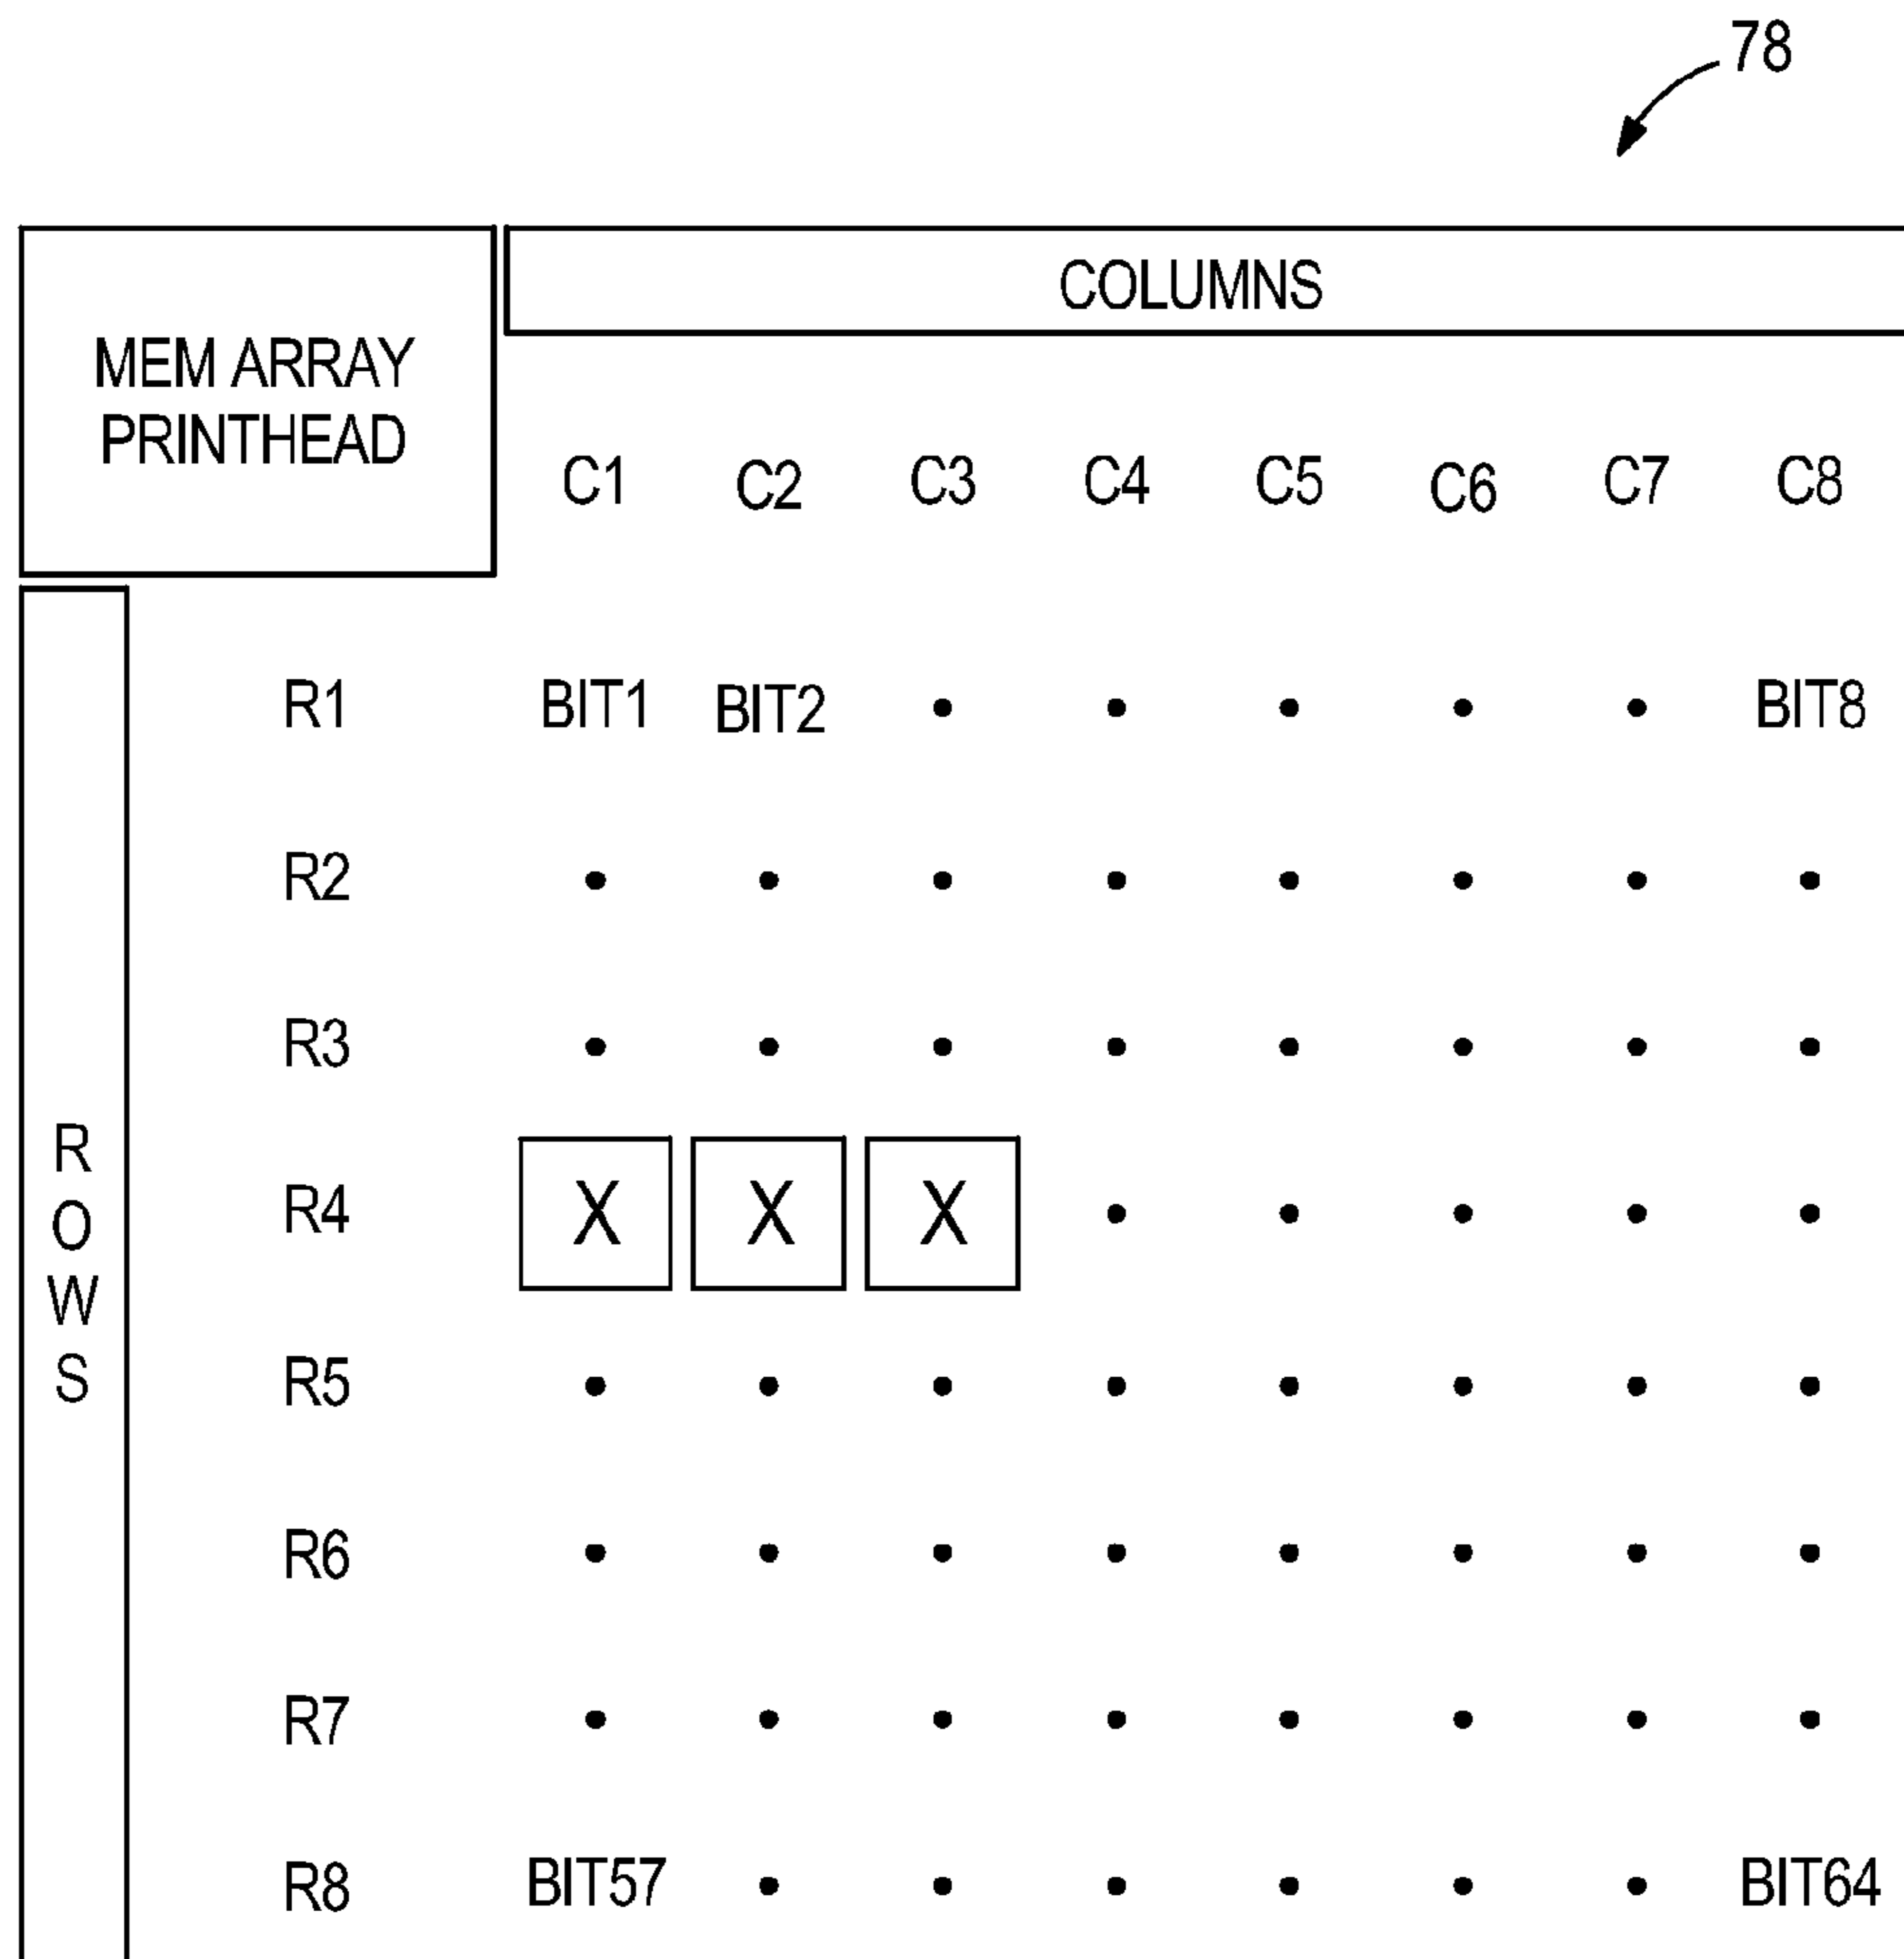 78
COLUMNS
MEM ARRAY
PRINTHEAD
C1 C2 C3 C4 C5 C6 C7 C8
R1 BIT1 BIT2 • • • • • BIT8
R2 • • • • • • • •
R3 • • • • • • • •
R4 X X X • • • • •
R5 • • • • • • • •
R6 • • • • • • • •
R7 • • • • • • • •
R8 BIT57 • • • • • • BIT64
ROWS